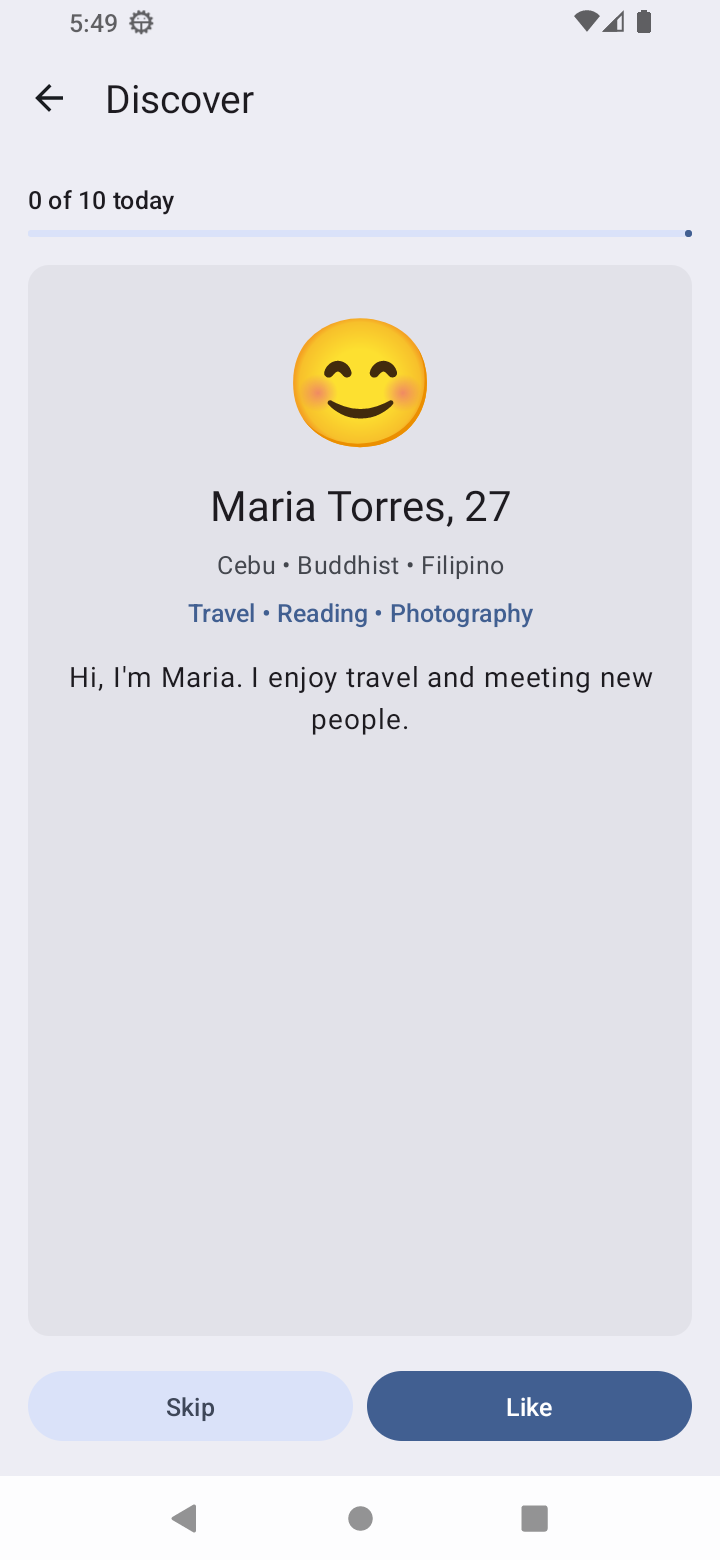 5:49
Discover
0 of 10 today
Maria Torres, 27
Cebu • Buddhist • Filipino
Travel • Reading • Photography
Hi, I'm Maria. I enjoy travel and meeting new
people.
Skip
Like